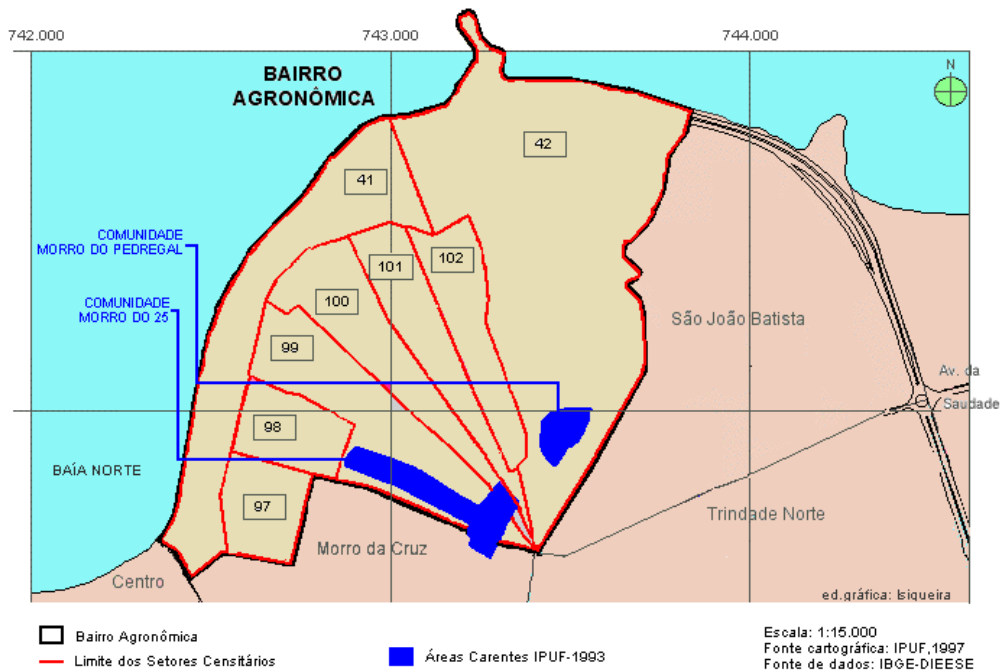 742.000
743.000
744.000
N
BAIRRO
AGRONÔMICA
42
41
COMUNIDADE
MORRO DO PEDREGAL
102
101
100
COMUNIDADE
MORRO DO 25
São João Batista
99
Av. da
Saudade
98
BAÍA NORTE
97
Trindade Norte
Morro da Cruz
Centro
ed.gráfica: lsiqueira
Bairro Agronômica
Limite dos Setores Censitários
Áreas Carentes IPUF-1993
Escala: 1:15.000
Fonte cartográfica: IPUF,1997
Fonte de dados: IBGE-DIEESE